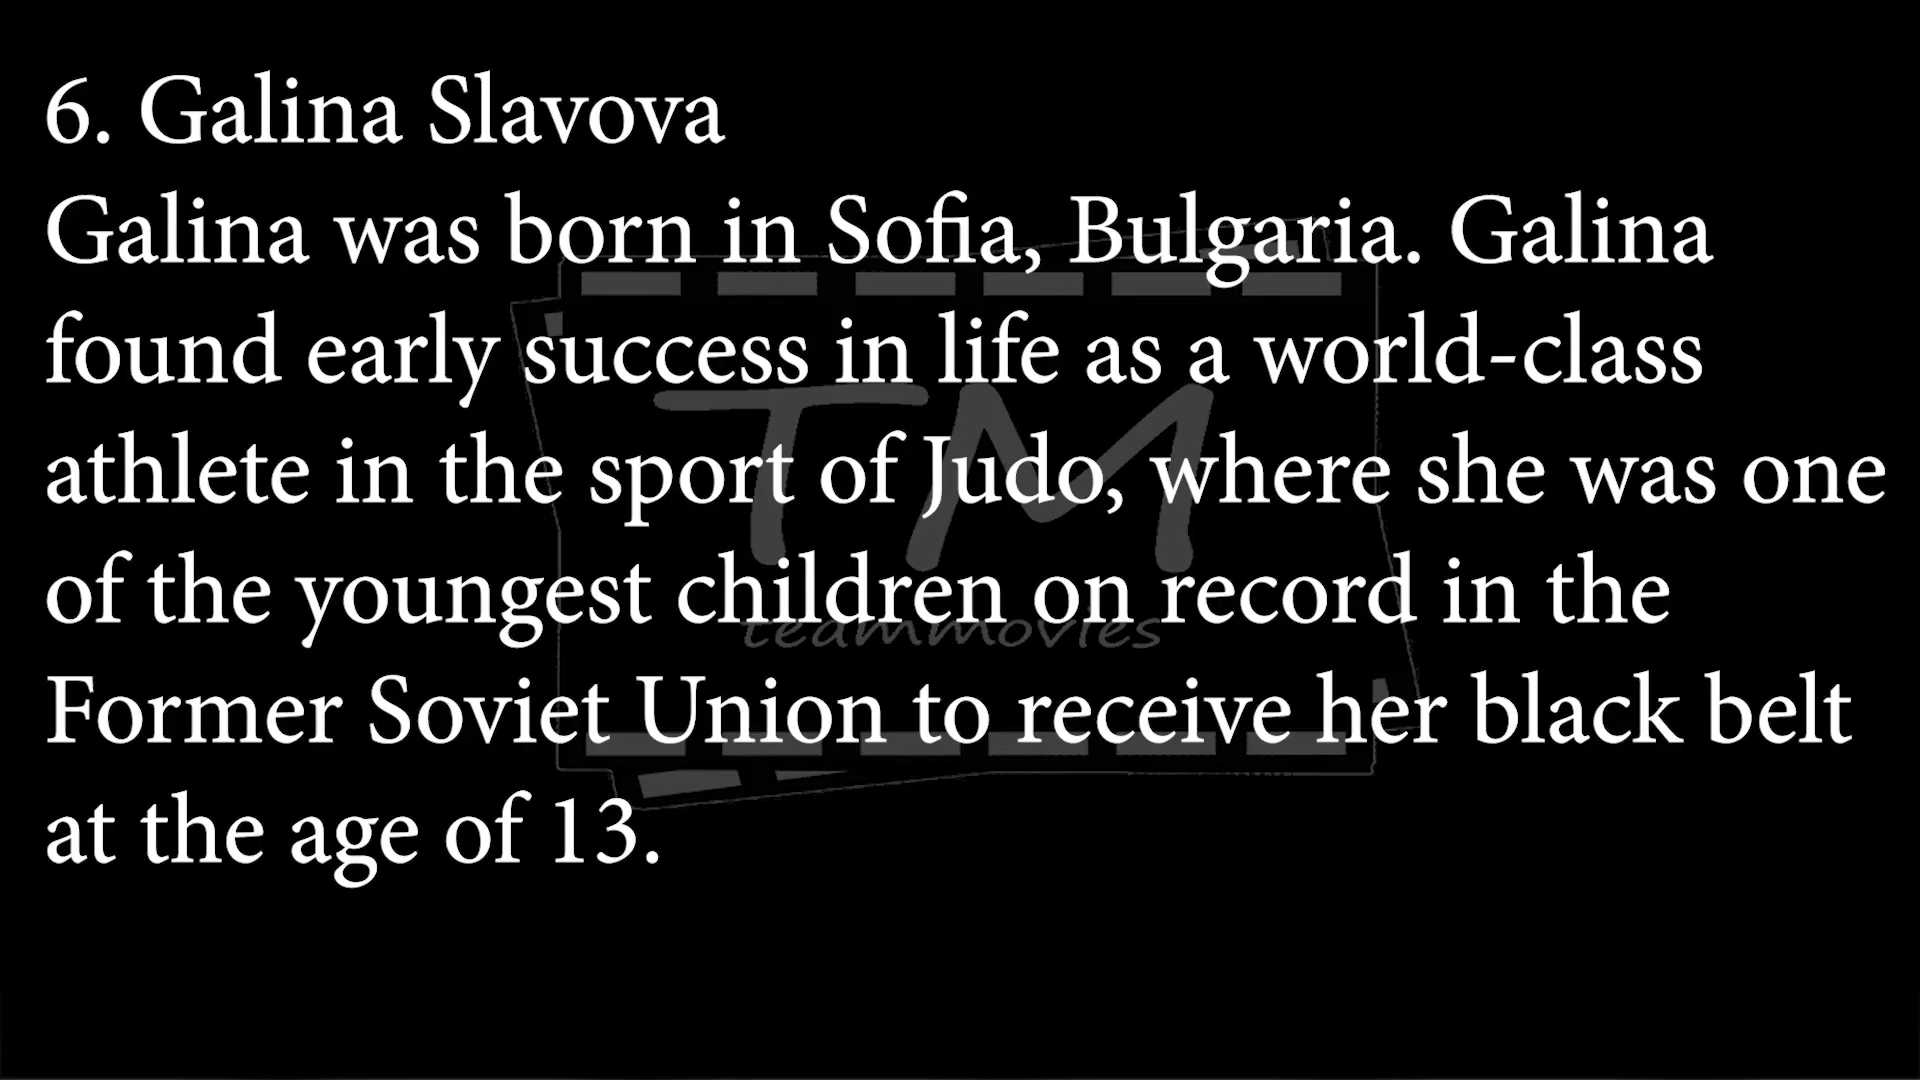 6. Galina Slavova
Galina was born in Sofia, Bulgaria. Galina
found early success in life as a world-class
athlete in the sport of Judo, where she was one
of the youngest children on record in the
Former Soviet Union to receive her black belt
at the age of 13.
TM
teammovies